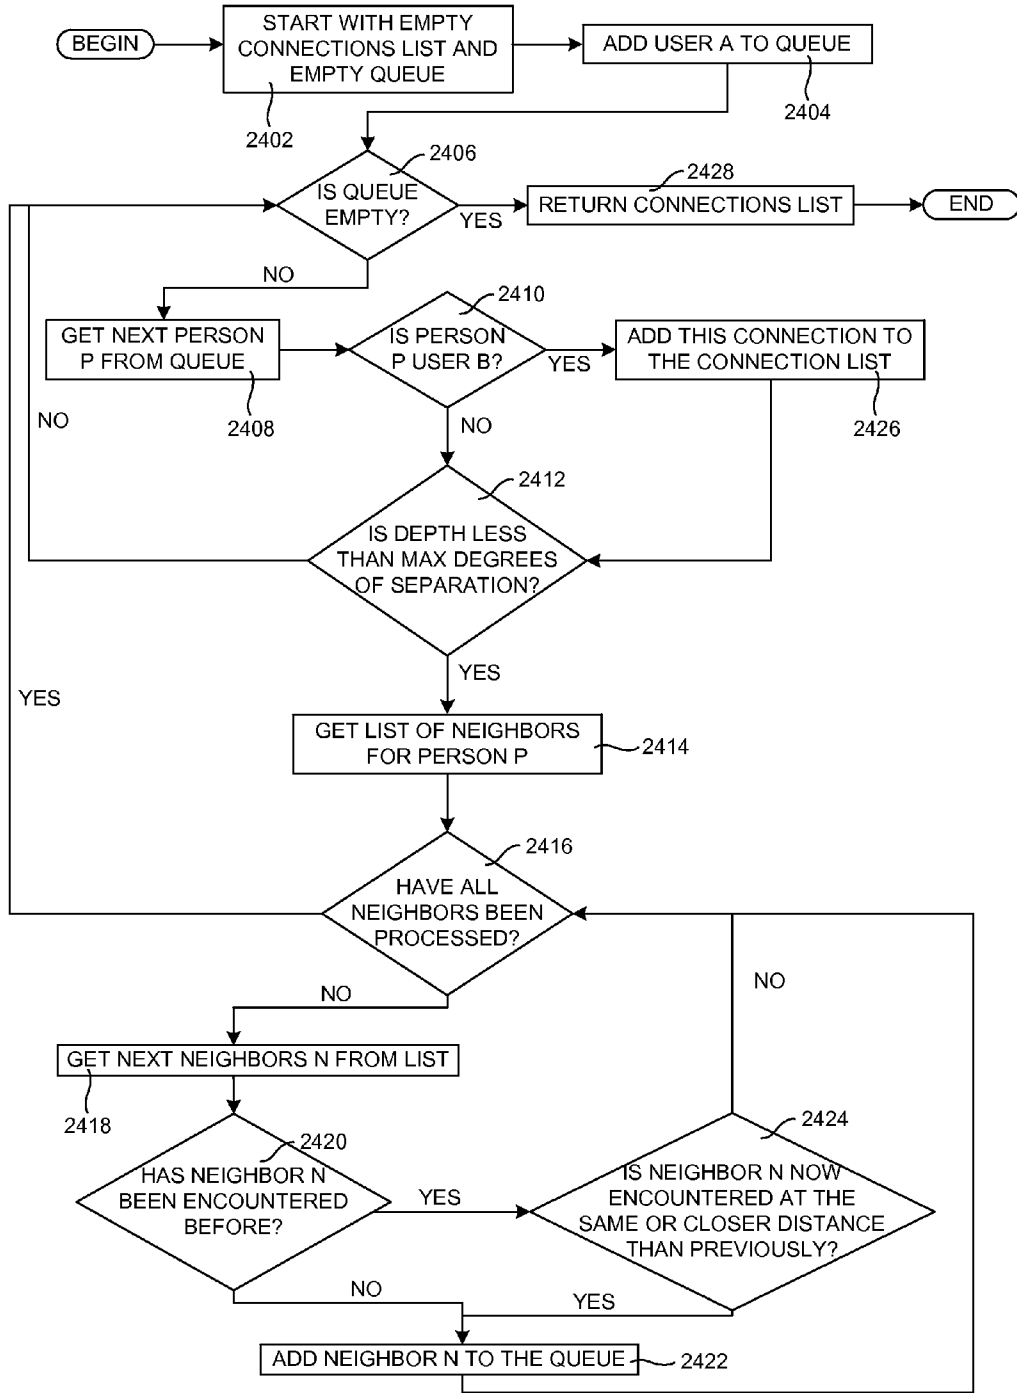 BEGIN
START WITH EMPTY
CONNECTIONS LIST AND
EMPTY QUEUE
2402
ADD USER A TO QUEUE
2404
2406
IS QUEUE
EMPTY?
YES
2428
RETURN CONNECTIONS LIST
END
NO
GET NEXT PERSON
P FROM QUEUE
2408
2410
IS PERSON
P USER B?
YES
ADD THIS CONNECTION TO
THE CONNECTION LIST
2426
NO
NO
2412
IS DEPTH LESS
THAN MAX DEGREES
OF SEPARATION?
YES
YES
GET LIST OF NEIGHBORS
FOR PERSON P
2414
2416
HAVE ALL
NEIGHBORS BEEN
PROCESSED?
NO
NO
GET NEXT NEIGHBORS N FROM LIST
2418
2420
HAS NEIGHBOR N
BEEN ENCOUNTERED
BEFORE?
YES
2424
IS NEIGHBOR N NOW
ENCOUNTERED AT THE
SAME OR CLOSER DISTANCE
THAN PREVIOUSLY?
NO
YES
ADD NEIGHBOR N TO THE QUEUE
2422